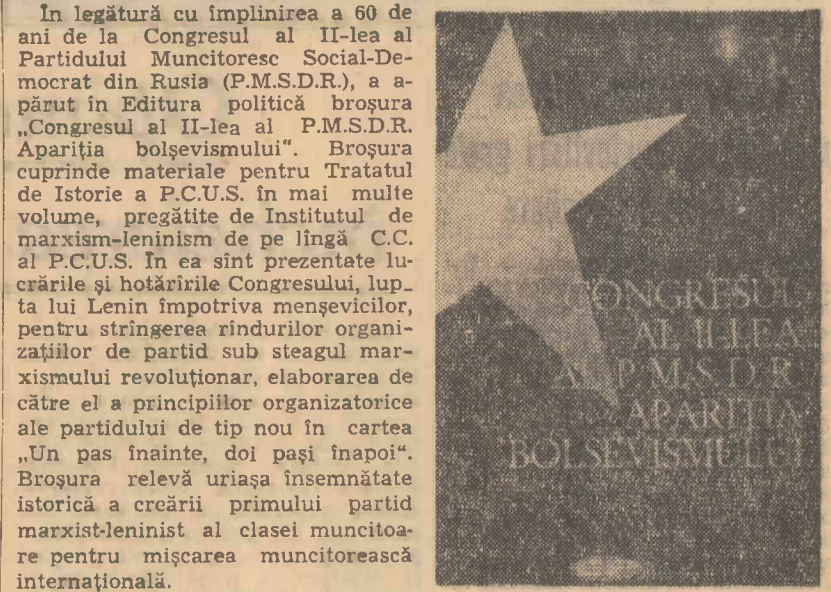 În legătură cu împlinirea a 60 de
ani de la Congresul al II-lea al
Partidului Muncitoresc Social-De-
mocrat din Rusia (P.M.S.D.R.), a a-
părut în Editura politică broșura
„Congresul al II-lea al P.M.S.D.R.
Apariția bolșevismului“. Broșura
cuprinde materiale pentru Tratatul
de Istorie a P.C.U.S. în mai multe
volume, pregătite de Institutul de
marxism-leninism de pe lîngă C.C.
al P.C.U.S. În ea sînt prezentate lu-
crările și hotărîrile Congresului, lup_
ta lui Lenin împotriva menșevicilor,
pentru strîngerea rîndurilor organi-
zațiilor de partid sub steagul mar-
xismului revoluționar, elaborarea de
către el a principiilor organizatorice
ale partidului de tip nou în cartea
„Un pas înainte, doi pași înapoi“.
Broșura relevă uriașa însemnătate
istorică a creării primului partid
marxist-leninist al clasei muncitoa-
re pentru mișcarea muncitorească
internațională.
CONGRESUL
AL II-LEA
AL P.M.S.D.R.
APARIȚIA
BOLȘEVISMULUI